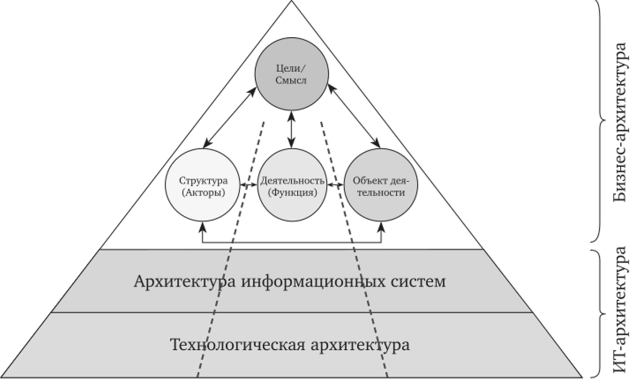 Цели/
Смысл
Структура
(Акторы)
Деятельность
(Функция)
Объект дея-
тельности
Архитектура информационных систем
Технологическая архитектура
Бизнес-архитектура
ИТ-архитектура